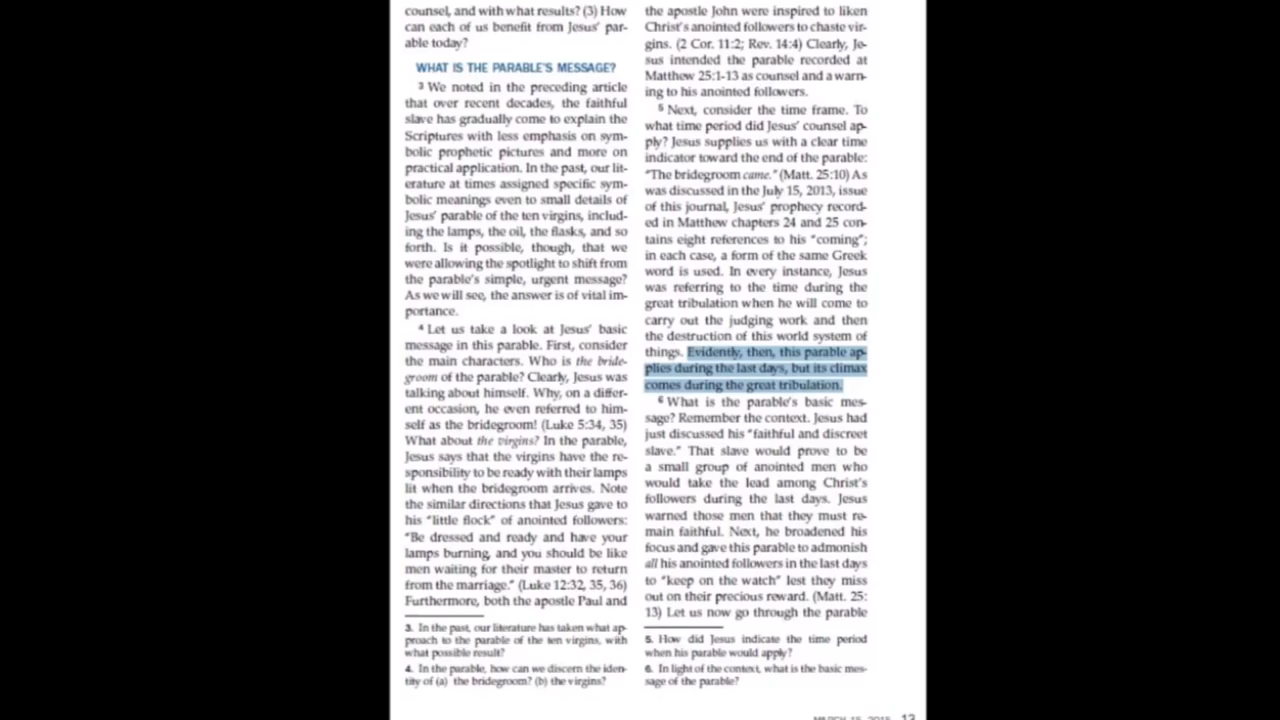 counsel, and with what results? (3) How
can each of us benefit from Jesus' par-
able today?
WHAT IS THE PARABLE'S MESSAGE?
3 We noted in the preceding article
that over recent decades, the faithful
slave has gradually come to explain the
Scriptures with less emphasis on sym-
bolic prophetic pictures and more on
practical application. In the past, our lit-
erature at times assigned specific sym-
bolic meanings even to small details of
Jesus' parable of the ten virgins, includ-
ing the lamps, the oil, the flasks, and so
forth. Is it possible, though, that we
were allowing the spotlight to shift from
the parable's simple, urgent message?
As we will see, the answer is of vital im-
portance.
4 Let us take a look at Jesus' basic
message in this parable. First, consider
the main characters. Who is the bride-
groom of the parable? Clearly, Jesus was
talking about himself. Why, on a differ-
ent occasion, he even referred to him-
self as the bridegroom! (Luke 5:34, 35)
What about the virgins? In the parable,
Jesus says that the virgins have the re-
sponsibility to be ready with their lamps
lit when the bridegroom arrives. Note
the similar directions that Jesus gave to
his "little flock" of anointed followers:
"Be dressed and ready and have your
lamps burning, and you should be like
men waiting for their master to return
from the marriage." (Luke 12:32, 35, 36)
Furthermore, both the apostle Paul and
3. In the past, our literature has taken what ap-
proach to the parable of the ten virgins, with
what possible result?
4. In the parable, how can we discern the iden-
tity of (a) the bridegroom? (b) the virgins?
the apostle John were inspired to liken
Christ's anointed followers to chaste vir-
gins. (2 Cor. 11:2; Rev. 14:4) Clearly, Je-
sus intended the parable recorded at
Matthew 25:1-13 as counsel and a warn-
ing to his anointed followers.
5 Next, consider the time frame. To
what time period did Jesus' counsel ap-
ply? Jesus supplies us with a clear time
indicator toward the end of the parable:
"The bridegroom came." (Matt. 25:10) As
was discussed in the July 15, 2013, issue
of this journal, Jesus' prophecy record-
ed in Matthew chapters 24 and 25 con-
tains eight references to his "coming";
in each case, a form of the same Greek
word is used. In every instance, Jesus
was referring to the time during the
great tribulation when he will come to
carry out the judging work and then
the destruction of this world system of
things. Evidently, then, this parable ap-
plies during the last days, but its climax
comes during the great tribulation.
6 What is the parable's basic mes-
sage? Remember the context. Jesus had
just discussed his "faithful and discreet
slave." That slave would prove to be
a small group of anointed men who
would take the lead among Christ's
followers during the last days. Jesus
warned those men that they must re-
main faithful. Next, he broadened his
focus and gave this parable to admonish
all his anointed followers in the last days
to "keep on the watch" lest they miss
out on their precious reward. (Matt. 25:
13) Let us now go through the parable
5. How did Jesus indicate the time period
when his parable would apply?
6. In light of the context, what is the basic mes-
sage of the parable?
MARCH 15, 2015 13